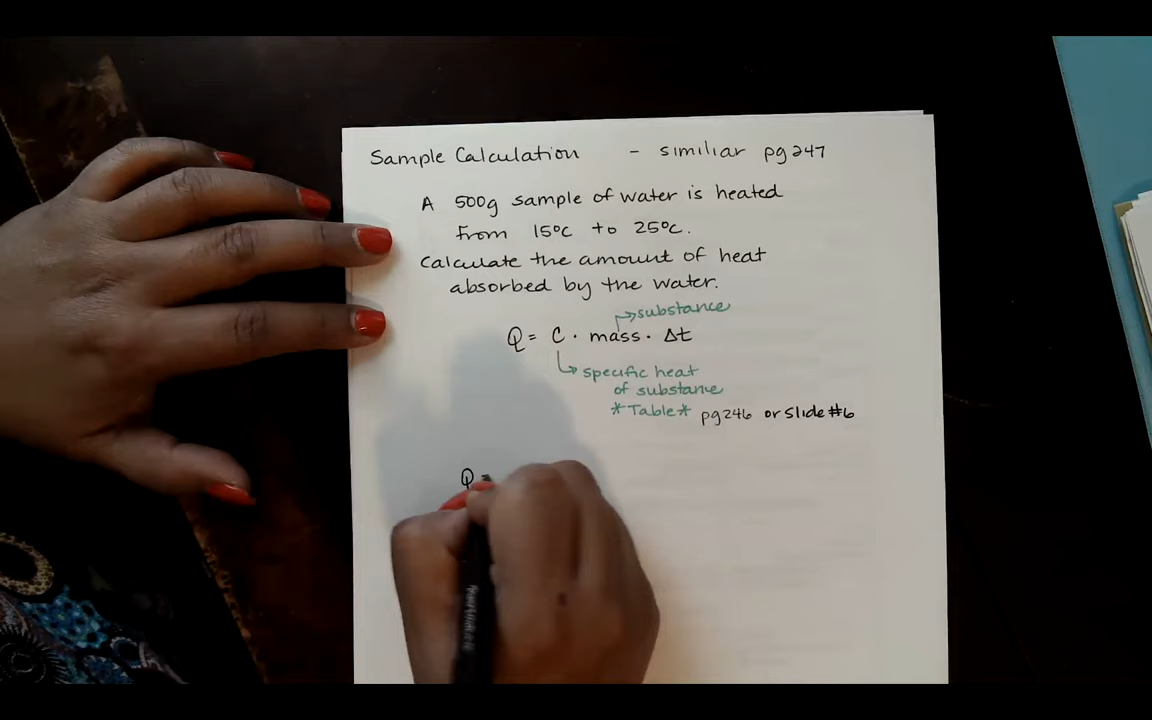 Sample Calculation - similiar pg 247
A 500g sample of water is heated
from 15°C to 25°C.
Calculate the amount of heat
absorbed by the water.
→substance
Q = C · mass · Δt
↳ specific heat
of substance
*Table* pg 246 or slide #6
Q =